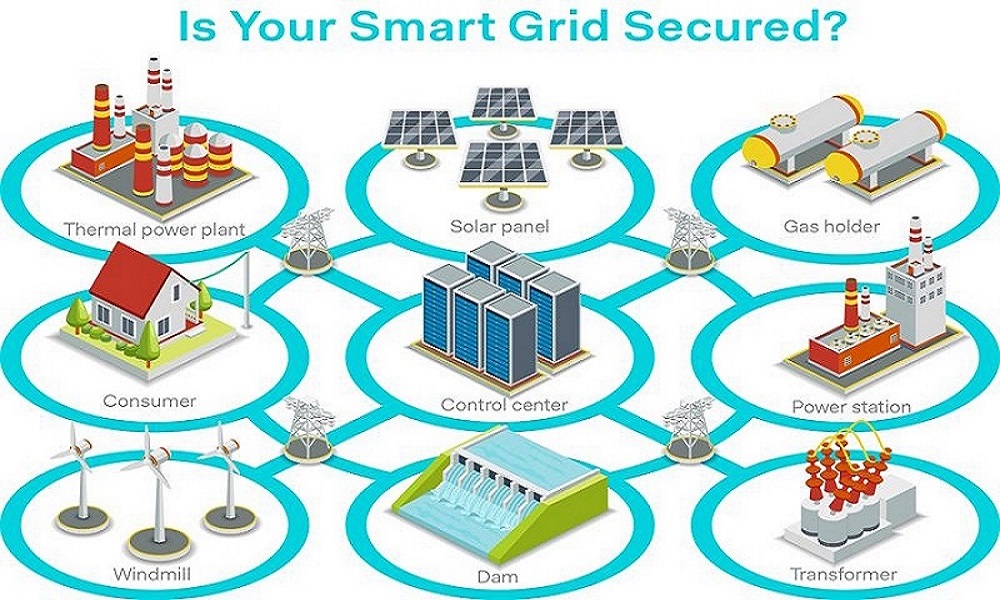 Is Your Smart Grid Secured?
Thermal power plant
Solar panel
Gas holder
Consumer
Control center
Power station
Windmill
Dam
Transformer